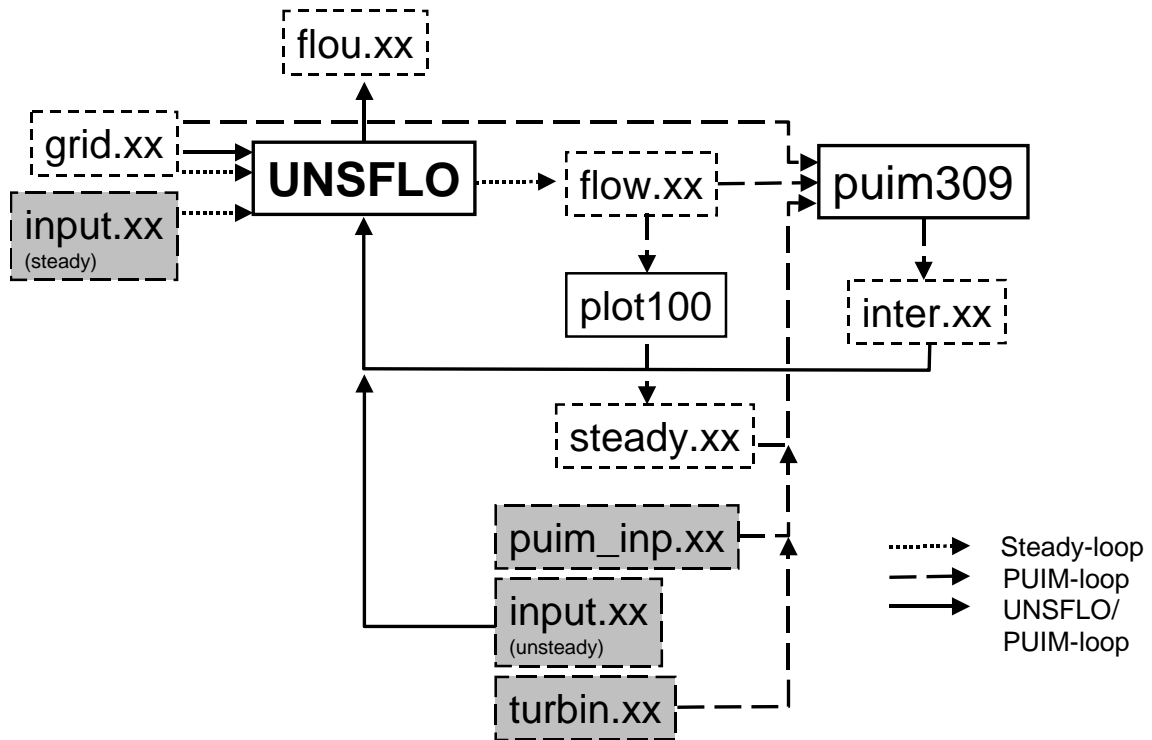 flou.xx
grid.xx
UNSFLO
flow.xx
puim309
input.xx
(steady)
plot100
inter.xx
steady.xx
puim_inp.xx
input.xx
(unsteady)
turbin.xx
Steady-loop
PUIM-loop
UNSFLO/
PUIM-loop